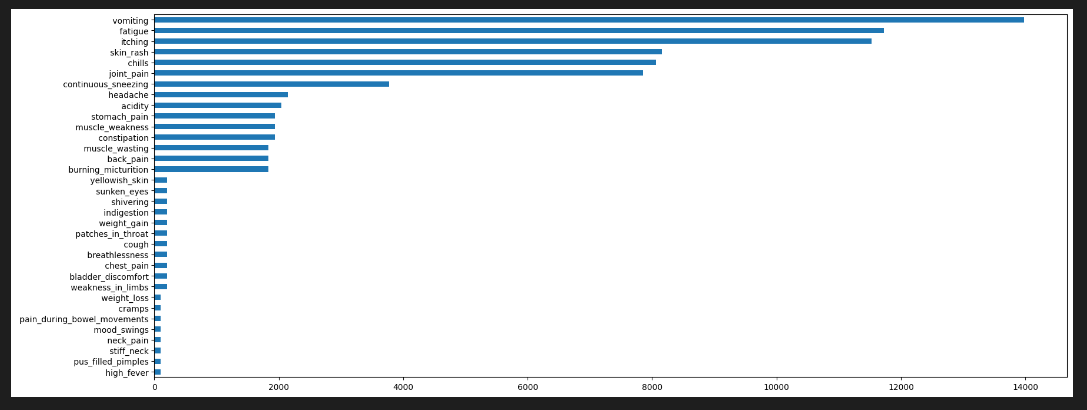 vomiting
fatigue
itching
skin_rash
chills
joint_pain
continuous_sneezing
headache
acidity
stomach_pain
muscle_weakness
constipation
muscle_wasting
back_pain
burning_micturition
yellowish_skin
sunken_eyes
shivering
indigestion
weight_gain
patches_in_throat
cough
breathlessness
chest_pain
bladder_discomfort
weakness_in_limbs
weight_loss
cramps
pain_during_bowel_movements
mood_swings
neck_pain
stiff_neck
pus_filled_pimples
high_fever
0 2000 4000 6000 8000 10000 12000 14000